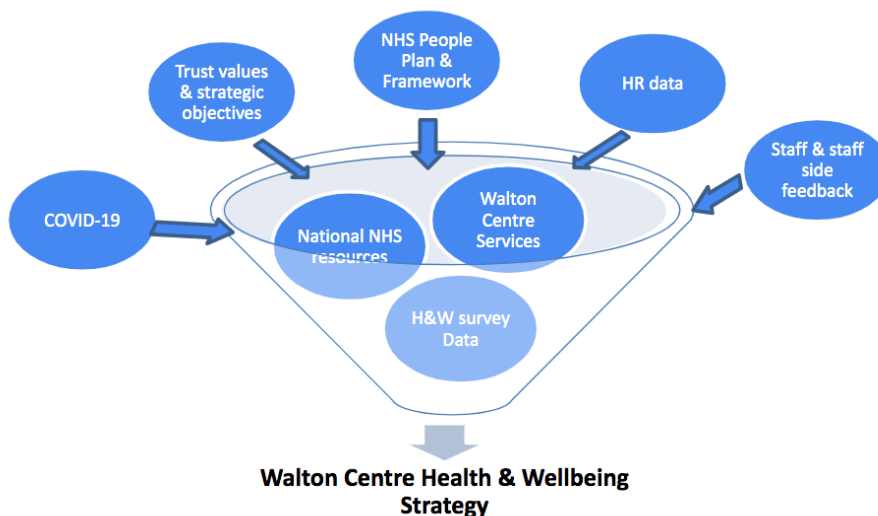 NHS People
Plan &
Framework
Trust values
& strategic
objectives
HR data
Staff & staff
side
feedback
COVID-19
Walton
Centre
Services
National NHS
resources
H&W survey
Data
Walton Centre Health & Wellbeing
Strategy